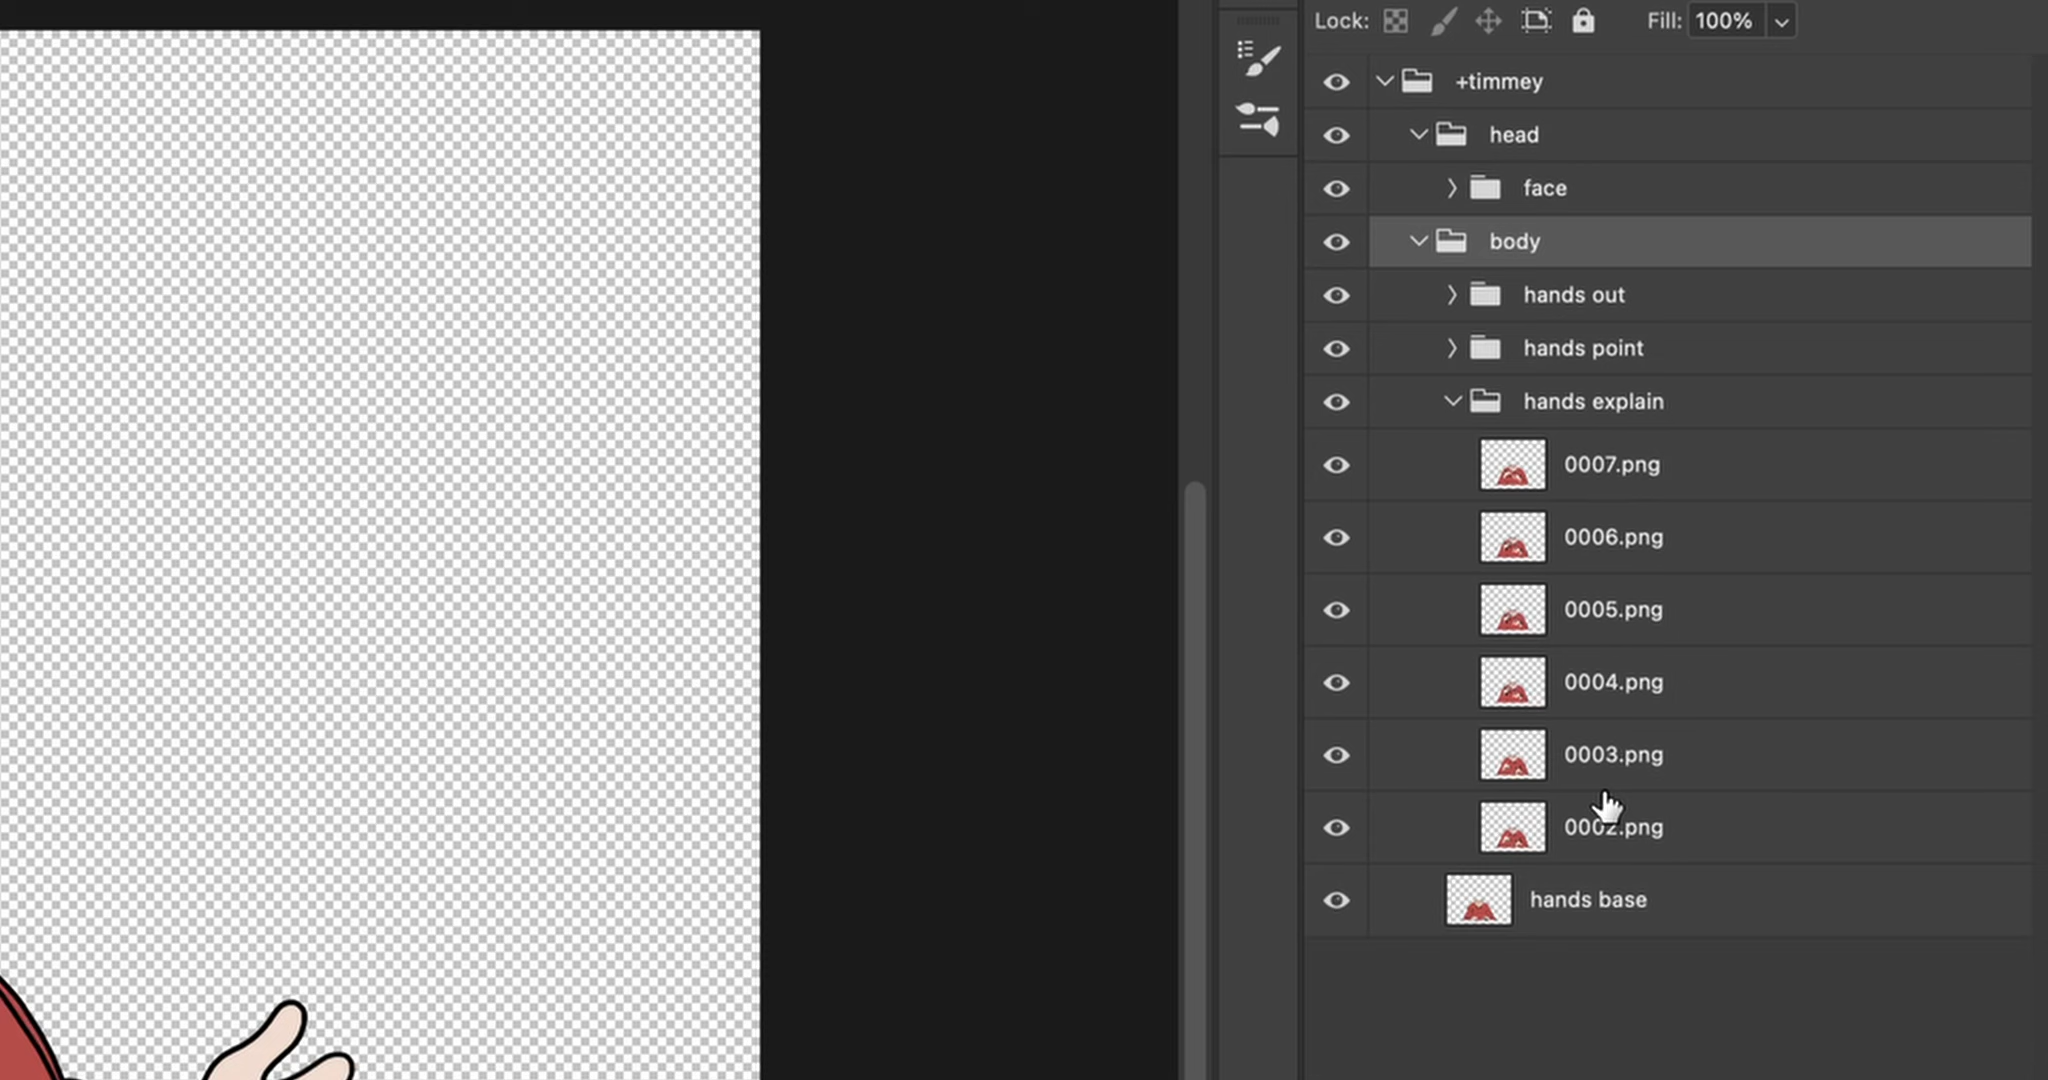 Lock:
Fill: 100%
+timmey
head
face
body
hands out
hands point
hands explain
0007.png
0006.png
0005.png
0004.png
0003.png
0002.png
hands base